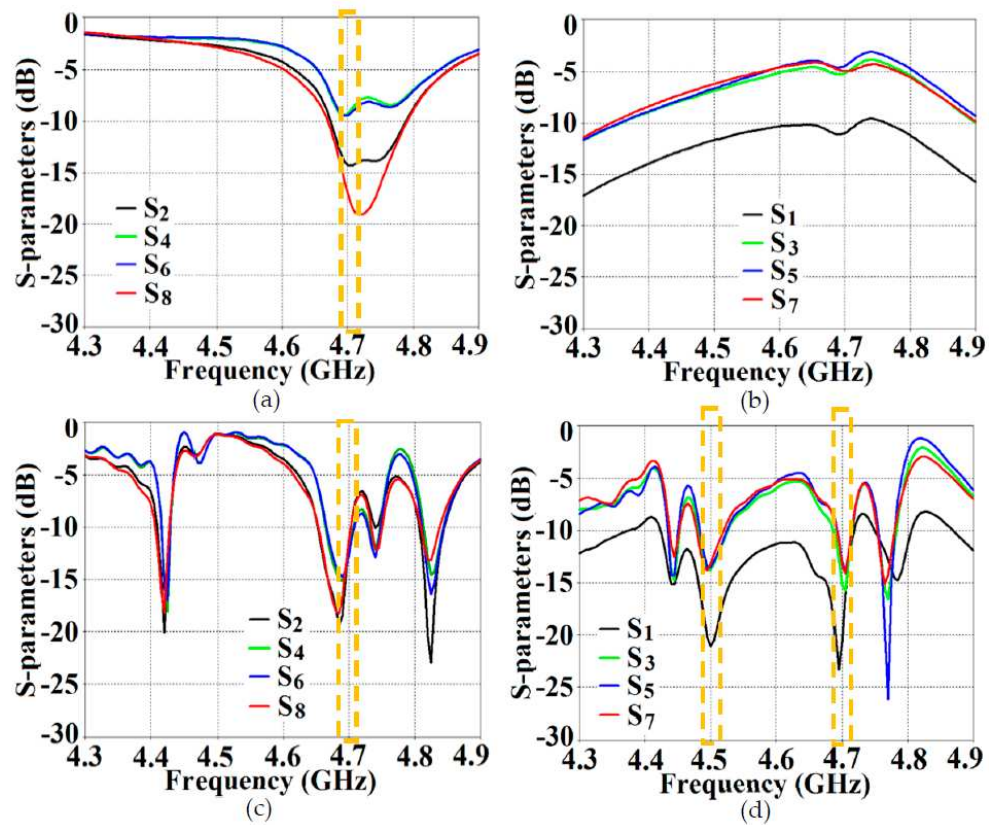 0
-5
-10
-15
-20
-25
-30
S-parameters (dB)
S2
S4
S6
S8
4.3 4.4 4.5 4.6 4.7 4.8 4.9
Frequency (GHz)
(a)
0
-5
-10
-15
-20
-25
-30
S-parameters (dB)
S1
S3
S5
S7
4.3 4.4 4.5 4.6 4.7 4.8 4.9
Frequency (GHz)
(b)
0
-5
-10
-15
-20
-25
-30
S-parameters (dB)
S2
S4
S6
S8
4.3 4.4 4.5 4.6 4.7 4.8 4.9
Frequency (GHz)
(c)
0
-5
-10
-15
-20
-25
-30
S-parameters (dB)
S1
S3
S5
S7
4.3 4.4 4.5 4.6 4.7 4.8 4.9
Frequency (GHz)
(d)